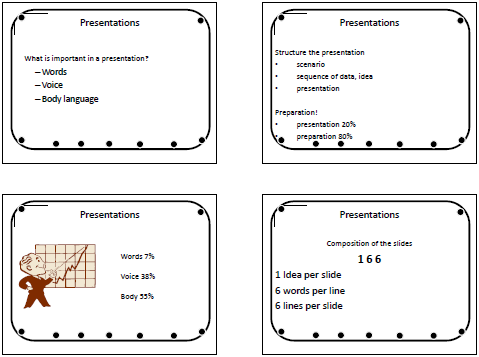 Presentations
What is important in a presentation?
– Words
– Voice
– Body language
Presentations
Structure the presentation
• scenario
• sequence of data, idea
• presentation
Preparation!
• presentation 20%
• preparation 80%
Presentations
Words 7%
Voice 38%
Body 55%
Presentations
Composition of the slides
1 6 6
1 Idea per slide
6 words per line
6 lines per slide